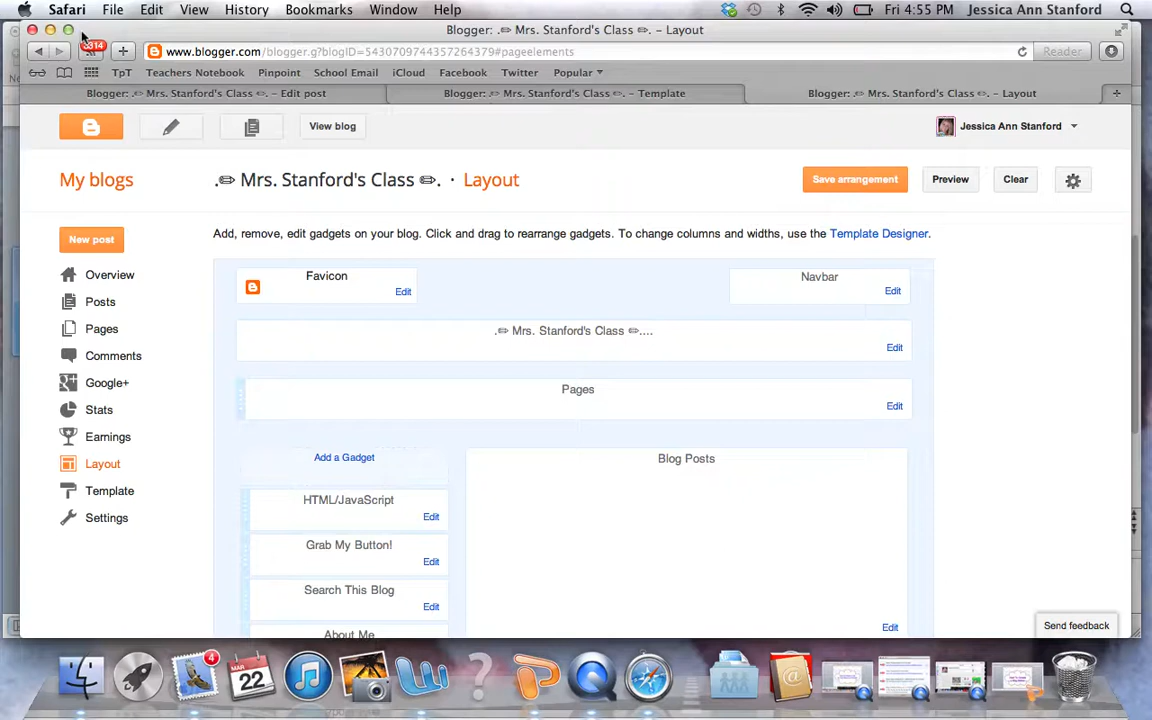 Safari File Edit View History Bookmarks Window Help Fri 4:55 PM Jessica Ann Stanford
Blogger: .✏ Mrs. Stanford's Class ✏. - Layout
314
www.blogger.com/blogger.g?blogID=5430709744357264379#pageelements Reader
TpT Teachers Notebook Pinpoint School Email iCloud Facebook Twitter Popular ▾
Blogger: .✏ Mrs. Stanford's Class ✏. - Edit post Blogger: .✏ Mrs. Stanford's Class ✏. - Template Blogger: .✏ Mrs. Stanford's Class ✏. - Layout +
View blog Jessica Ann Stanford
My blogs .✏ Mrs. Stanford's Class ✏. · Layout Save arrangement Preview Clear
Add, remove, edit gadgets on your blog. Click and drag to rearrange gadgets. To change columns and widths, use the Template Designer.
New post
Overview
Posts
Pages
Comments
Google+
Stats
Earnings
Layout
Template
Settings
Favicon
Edit
Navbar
Edit
.✏ Mrs. Stanford's Class ✏....
Edit
Pages
Edit
Add a Gadget
HTML/JavaScript
Edit
Grab My Button!
Edit
Search This Blog
Edit
About Me
Blog Posts
Edit
Send feedback
4
22